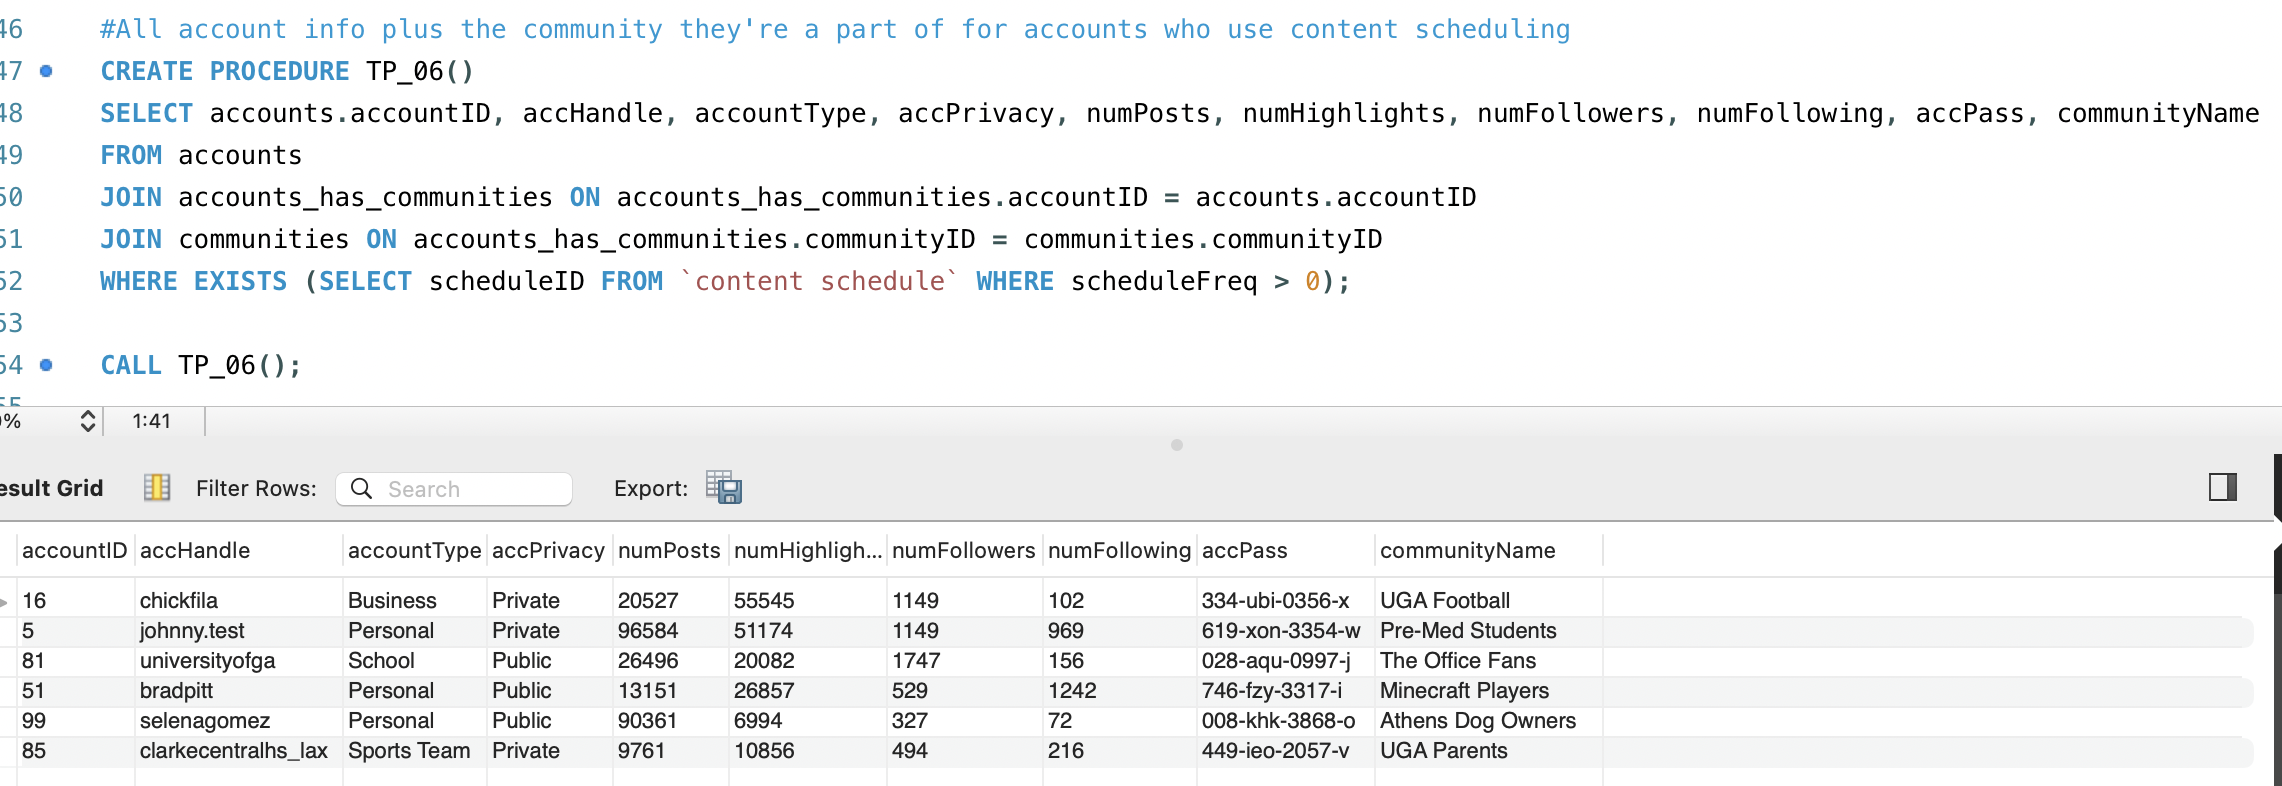 46 #All account info plus the community they're a part of for accounts who use content scheduling
47 CREATE PROCEDURE TP_06()
48 SELECT accounts.accountID, accHandle, accountType, accPrivacy, numPosts, numHighlights, numFollowers, numFollowing, accPass, communityName
49 FROM accounts
50 JOIN accounts_has_communities ON accounts_has_communities.accountID = accounts.accountID
51 JOIN communities ON accounts_has_communities.communityID = communities.communityID
52 WHERE EXISTS (SELECT scheduleID FROM `content schedule` WHERE scheduleFreq > 0);
53
54 CALL TP_06();
55
% 1:41
esult Grid Filter Rows: Search Export:
accountID accHandle accountType accPrivacy numPosts numHighligh... numFollowers numFollowing accPass communityName
16 chickfila Business Private 20527 55545 1149 102 334-ubi-0356-x UGA Football
5 johnny.test Personal Private 96584 51174 1149 969 619-xon-3354-w Pre-Med Students
81 universityofga School Public 26496 20082 1747 156 028-aqu-0997-j The Office Fans
51 bradpitt Personal Public 13151 26857 529 1242 746-fzy-3317-i Minecraft Players
99 selenagomez Personal Public 90361 6994 327 72 008-khk-3868-o Athens Dog Owners
85 clarkecentralhs_lax Sports Team Private 9761 10856 494 216 449-ieo-2057-v UGA Parents